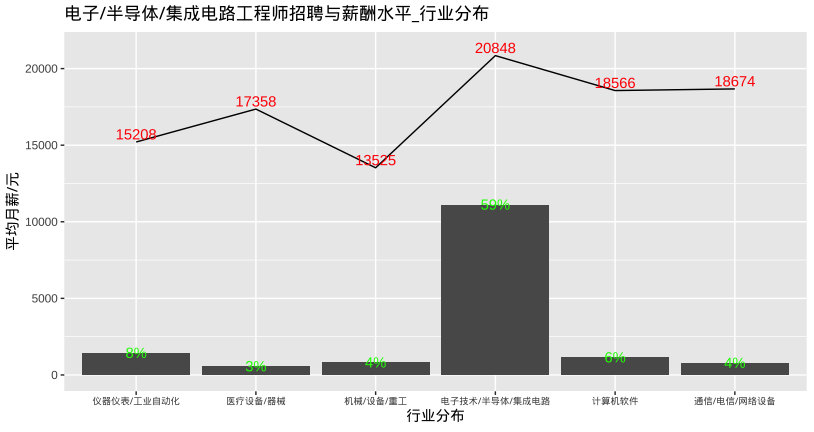 电子/半导体/集成电路工程师招聘与薪酬水平_行业分布
平均月薪/元
20000
15000
10000
5000
0
15208
17358
13525
20848
18566
18674
8%
3%
4%
59%
6%
4%
仪器仪表/工业自动化
医疗设备/器械
机械/设备/重工
电子技术/半导体/集成电路
计算机软件
通信/电信/网络设备
行业分布